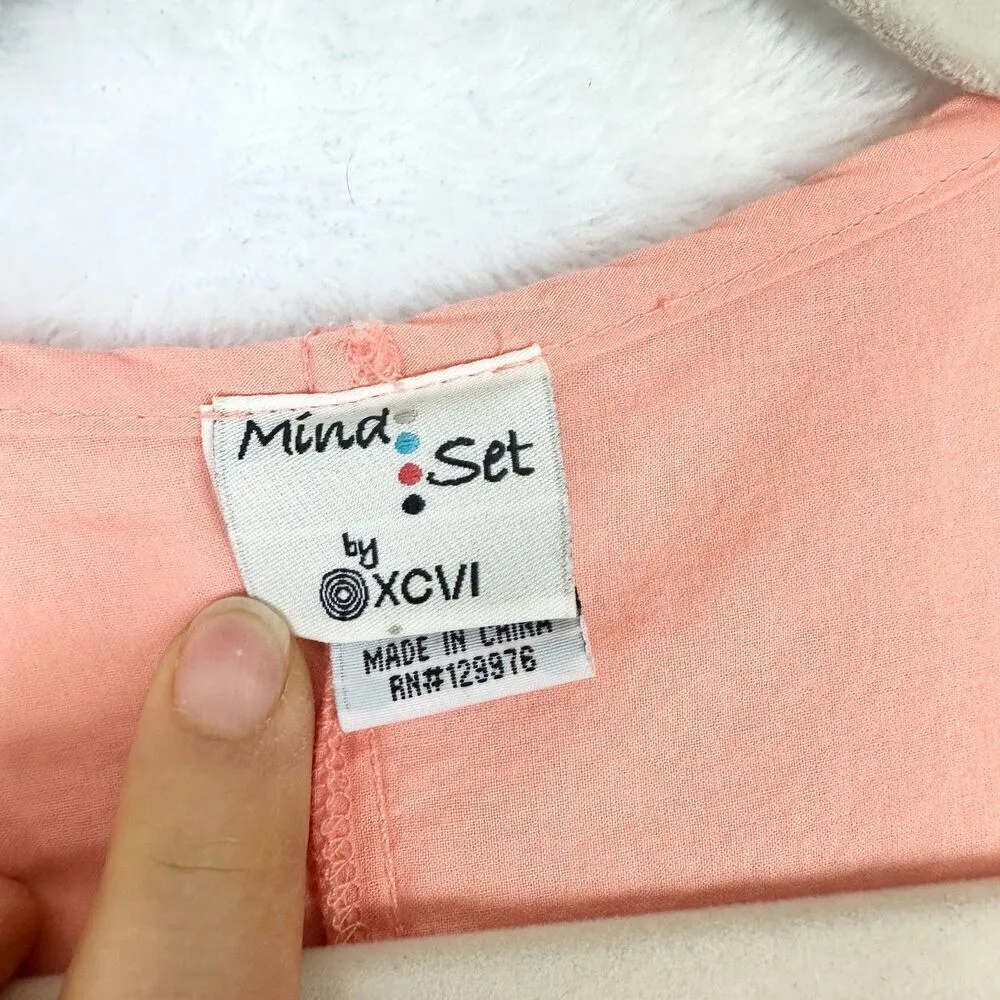 Mind Set
by
XCVI
MADE IN CHINA
RN#129976